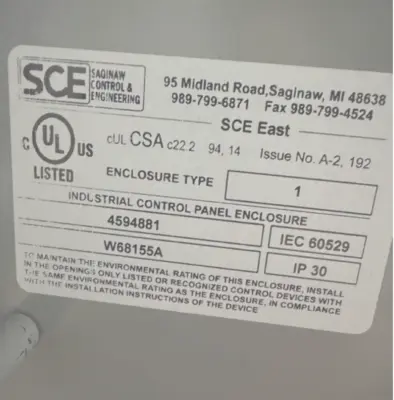 SCE SAGINAW CONTROL & ENGINEERING
95 Midland Road,Saginaw, MI 48638
989-799-6871 Fax 989-799-4524
SCE East
C UL US
LISTED
cUL CSA c22.2 94, 14 Issue No. A-2, 192
ENCLOSURE TYPE 1
INDUSTRIAL CONTROL PANEL ENCLOSURE
4594881 IEC 60529
W68155A IP 30
TO MAINTAIN THE ENVIRONMENTAL RATING OF THIS ENCLOSURE, INSTALL
IN THE OPENINGS ONLY LISTED OR RECOGNIZED CONTROL DEVICES WITH
THE SAME ENVIRONMENTAL RATING AS THE ENCLOSURE, IN COMPLIANCE
WITH THE INSTALLATION INSTRUCTIONS OF THE DEVICE